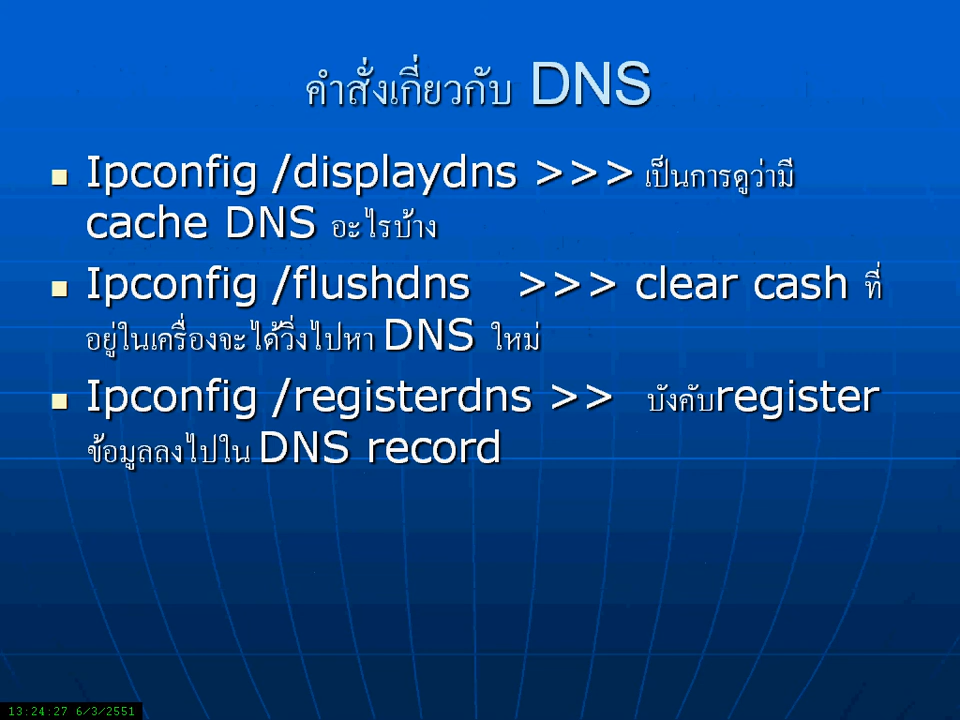 คำสั่งเกี่ยวกับ DNS
Ipconfig /displaydns >>> เป็นการดูว่ามี
cache DNS อะไรบ้าง
Ipconfig /flushdns >>> clear cash ที่
อยู่ในเครื่องจะได้วิ่งไปหา DNS ใหม่
Ipconfig /registerdns >> บังคับregister
ข้อมูลลงไปใน DNS record
13:24:27 6/3/2551